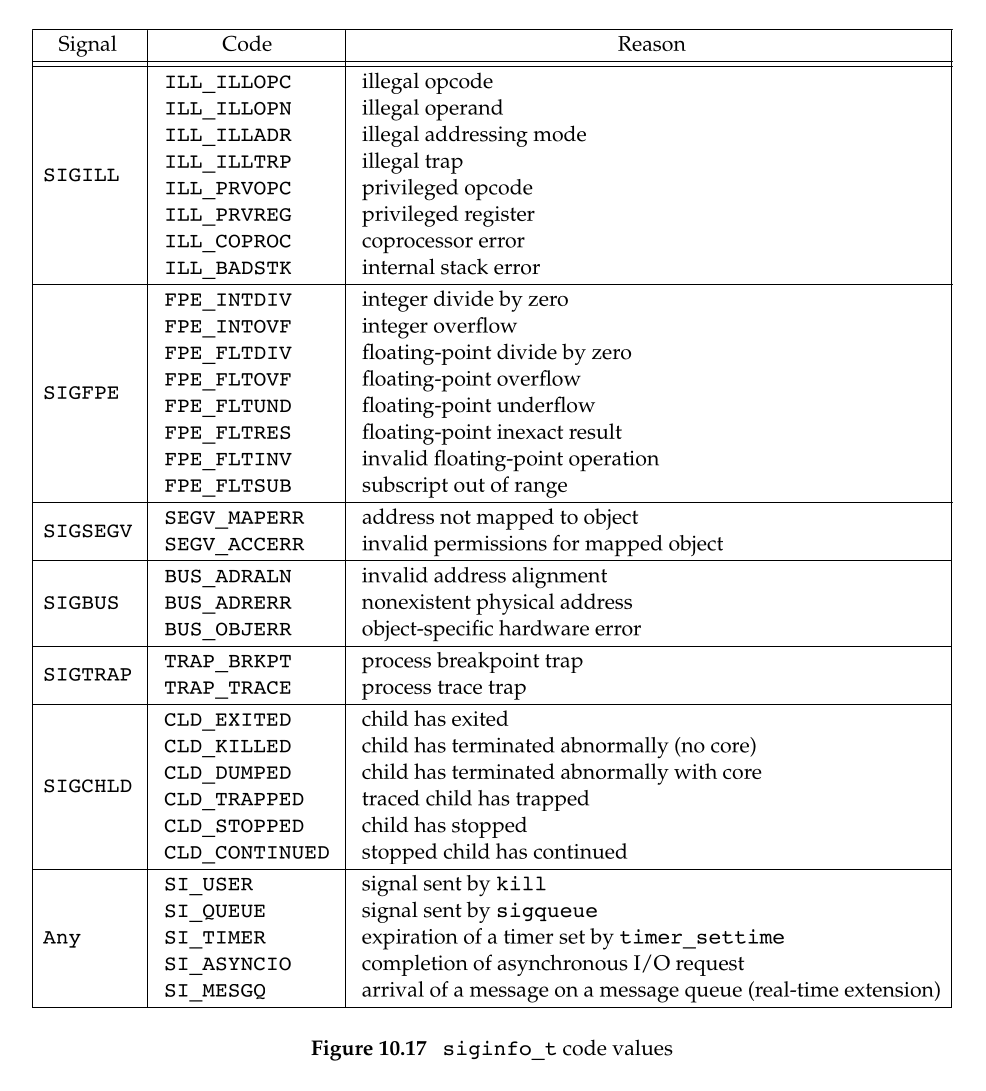 Signal Code Reason
SIGILL
ILL_ILLOPC illegal opcode
ILL_ILLOPN illegal operand
ILL_ILLADR illegal addressing mode
ILL_ILLTRP illegal trap
ILL_PRVOPC privileged opcode
ILL_PRVREG privileged register
ILL_COPROC coprocessor error
ILL_BADSTK internal stack error
SIGFPE
FPE_INTDIV integer divide by zero
FPE_INTOVF integer overflow
FPE_FLTDIV floating-point divide by zero
FPE_FLTOVF floating-point overflow
FPE_FLTUND floating-point underflow
FPE_FLTRES floating-point inexact result
FPE_FLTINV invalid floating-point operation
FPE_FLTSUB subscript out of range
SIGSEGV
SEGV_MAPERR address not mapped to object
SEGV_ACCERR invalid permissions for mapped object
SIGBUS
BUS_ADRALN invalid address alignment
BUS_ADRERR nonexistent physical address
BUS_OBJERR object-specific hardware error
SIGTRAP
TRAP_BRKPT process breakpoint trap
TRAP_TRACE process trace trap
SIGCHLD
CLD_EXITED child has exited
CLD_KILLED child has terminated abnormally (no core)
CLD_DUMPED child has terminated abnormally with core
CLD_TRAPPED traced child has trapped
CLD_STOPPED child has stopped
CLD_CONTINUED stopped child has continued
Any
SI_USER signal sent by kill
SI_QUEUE signal sent by sigqueue
SI_TIMER expiration of a timer set by timer_settime
SI_ASYNCIO completion of asynchronous I/O request
SI_MESGQ arrival of a message on a message queue (real-time extension)
Figure 10.17 siginfo_t code values